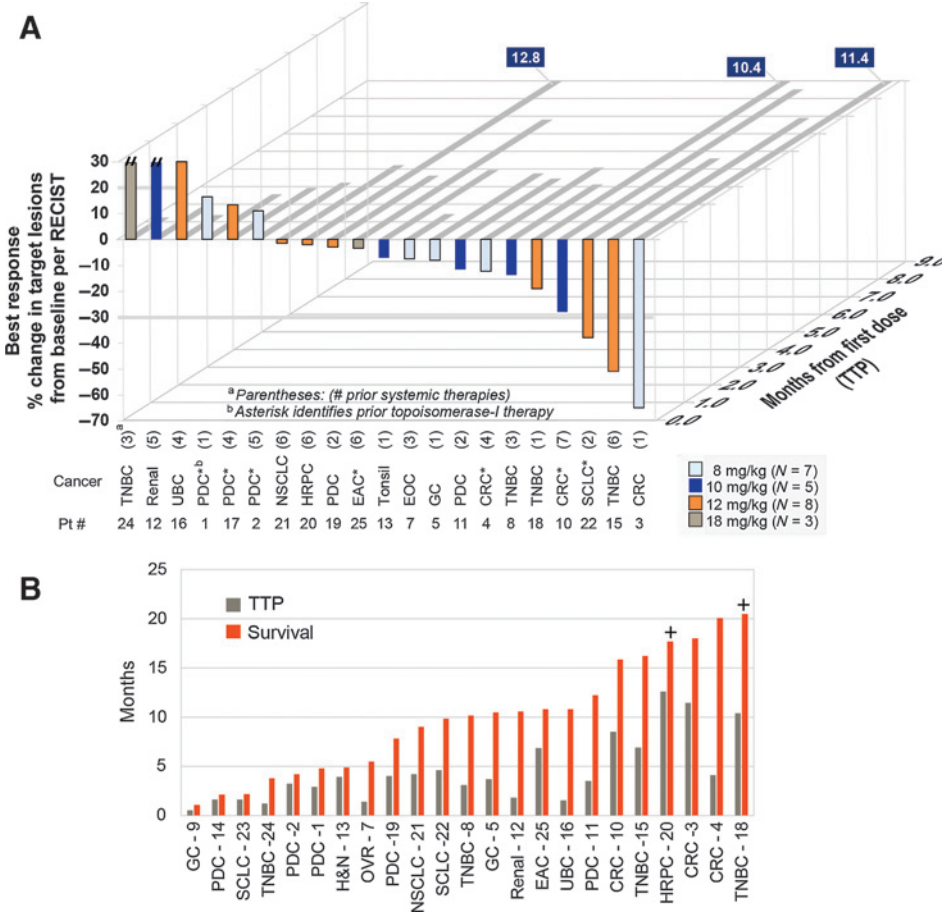 A
12.8
10.4
11.4
Best response
% change in target lesions
from baseline per RECIST
30
20
10
0
–10
–20
–30
–40
–50
–60
–70
9.0
8.0
7.0
6.0
5.0
4.0
3.0
2.0
1.0
0.0
Months from first dose
(TTP)
a Parentheses: (# prior systemic therapies)
b Asterisk identifies prior topoisomerase-I therapy
a
(3) (5) (4) (1) (4) (5) (6) (6) (2) (6) (1) (3) (1) (2) (4) (3) (1) (7) (2) (6) (1)
Cancer TNBC Renal UBC PDC*b PDC* PDC* NSCLC HRPC PDC EAC* Tonsil EOC GC PDC CRC* TNBC TNBC CRC* SCLC* TNBC CRC
Pt # 24 12 16 1 17 2 21 20 19 25 13 7 5 11 4 8 18 10 22 15 3
8 mg/kg (N = 7)
10 mg/kg (N = 5)
12 mg/kg (N = 8)
18 mg/kg (N = 3)
B
TTP
Survival
Months
25
20
15
10
5
0
+
+
GC - 9
PDC - 14
SCLC - 23
TNBC -24
PDC -2
PDC -1
H&N - 13
OVR - 7
PDC -19
NSCLC - 21
SCLC -22
TNBC -8
GC - 5
Renal - 12
EAC - 25
UBC - 16
PDC - 11
CRC - 10
TNBC - 15
HRPC - 20
CRC - 3
CRC - 4
TNBC - 18